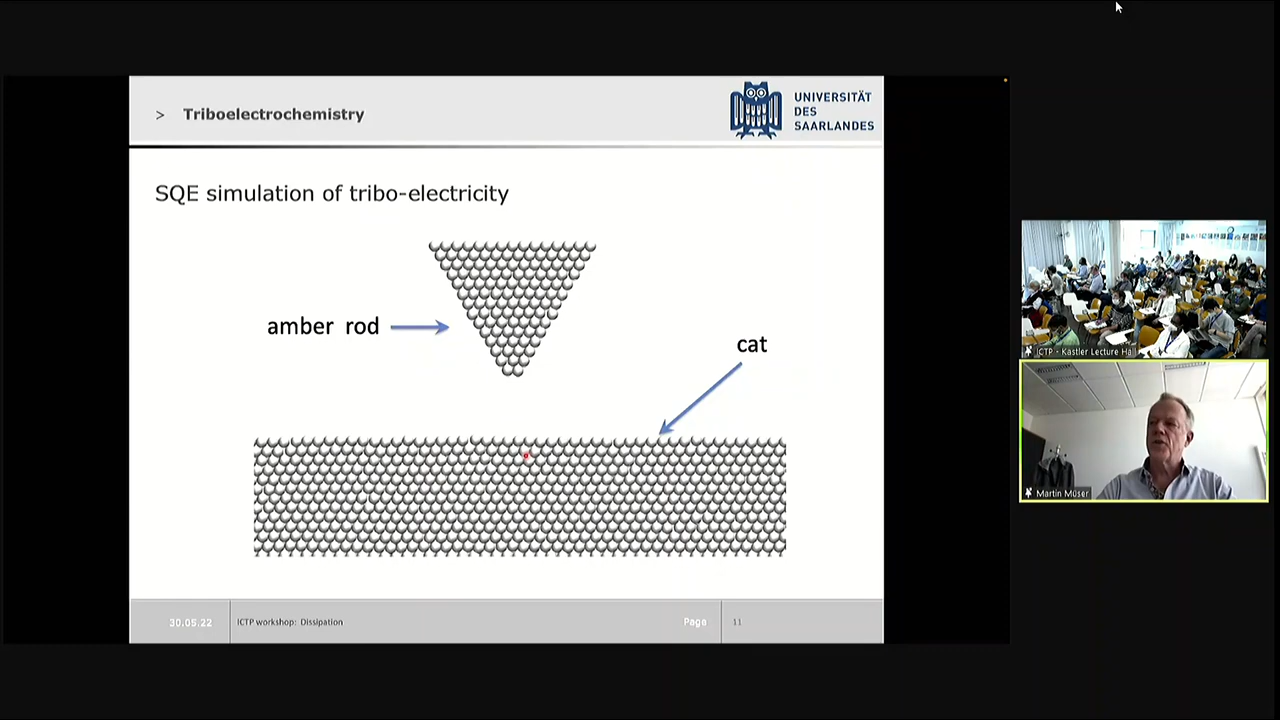 > Triboelectrochemistry
UNIVERSITÄT
DES
SAARLANDES
SQE simulation of tribo-electricity
amber rod
cat
30.05.22
ICTP workshop: Dissipation
Page
11
ICTP - Kastler Lecture Hall
Martin Müser